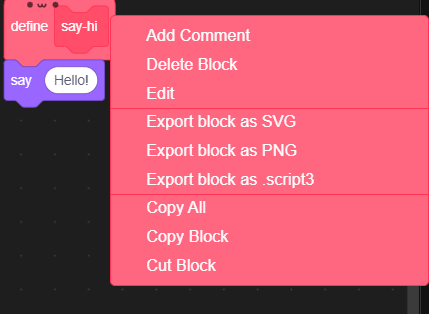 define say-hi
say Hello!
Add Comment
Delete Block
Edit
Export block as SVG
Export block as PNG
Export block as .script3
Copy All
Copy Block
Cut Block